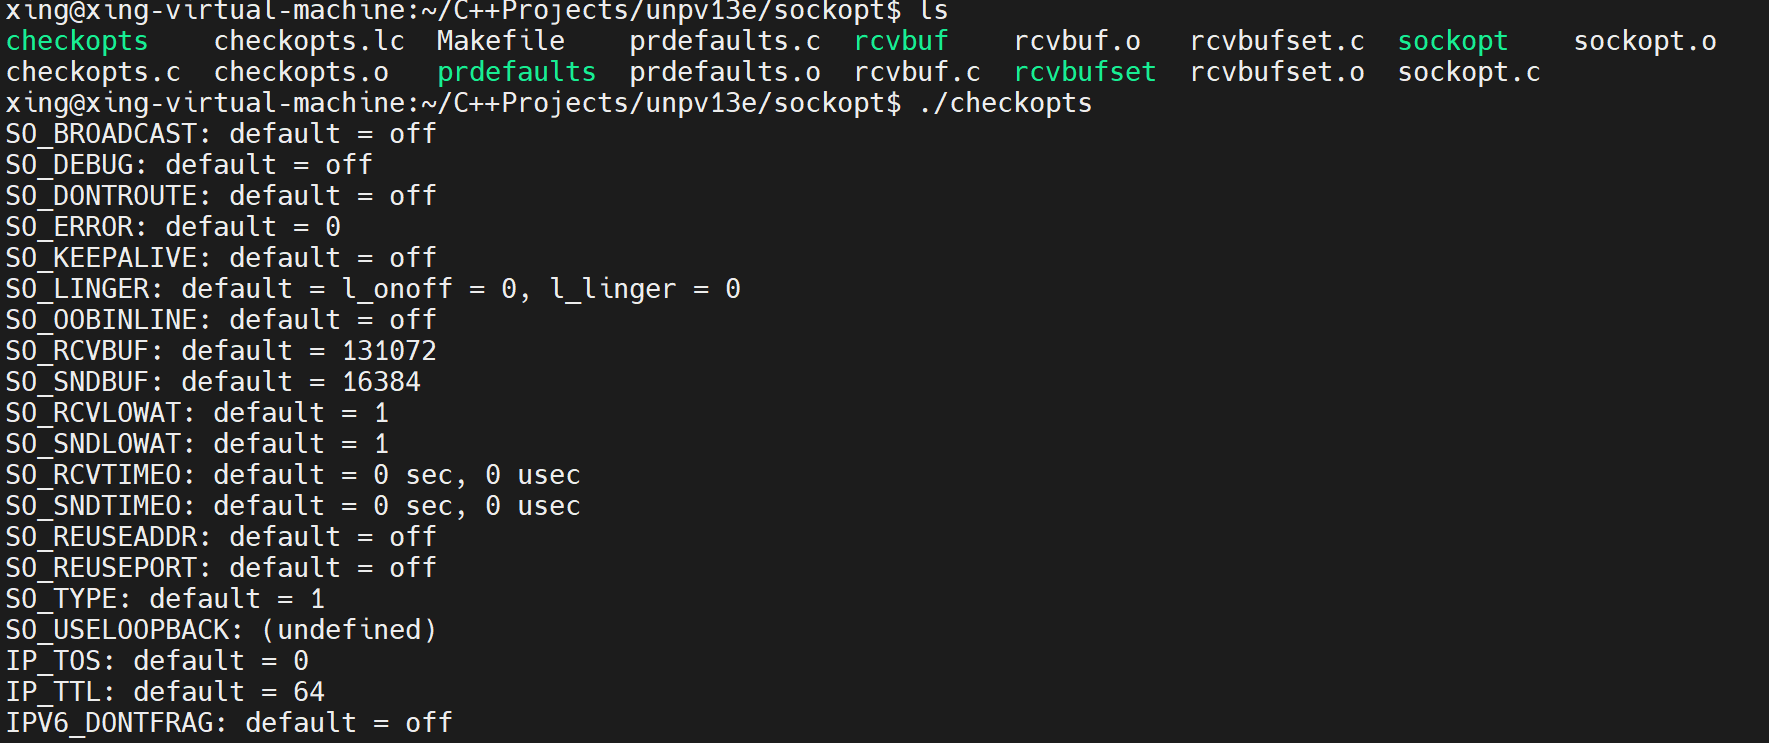 xing@xing-virtual-machine:~/C++Projects/unpv13e/sockopt$ ls
checkopts    checkopts.lc  Makefile    prdefaults.c  rcvbuf    rcvbuf.o   rcvbufset.c  sockopt    sockopt.o
checkopts.c  checkopts.o   prdefaults  prdefaults.o  rcvbuf.c  rcvbufset  rcvbufset.o  sockopt.c
xing@xing-virtual-machine:~/C++Projects/unpv13e/sockopt$ ./checkopts
SO_BROADCAST: default = off
SO_DEBUG: default = off
SO_DONTROUTE: default = off
SO_ERROR: default = 0
SO_KEEPALIVE: default = off
SO_LINGER: default = l_onoff = 0, l_linger = 0
SO_OOBINLINE: default = off
SO_RCVBUF: default = 131072
SO_SNDBUF: default = 16384
SO_RCVLOWAT: default = 1
SO_SNDLOWAT: default = 1
SO_RCVTIMEO: default = 0 sec, 0 usec
SO_SNDTIMEO: default = 0 sec, 0 usec
SO_REUSEADDR: default = off
SO_REUSEPORT: default = off
SO_TYPE: default = 1
SO_USELOOPBACK: (undefined)
IP_TOS: default = 0
IP_TTL: default = 64
IPV6_DONTFRAG: default = off